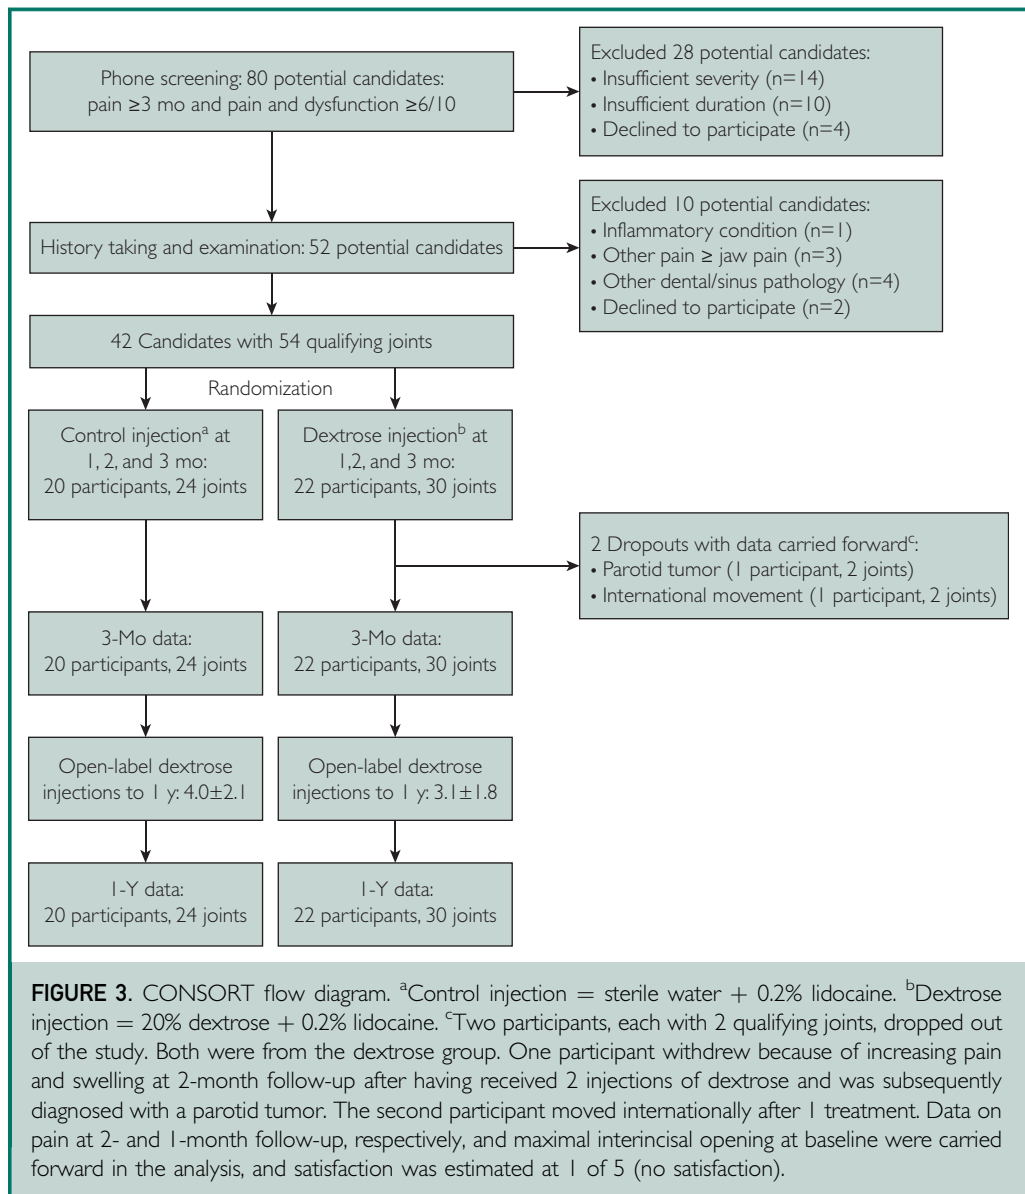 Phone screening: 80 potential candidates:
pain ≥3 mo and pain and dysfunction ≥6/10
Excluded 28 potential candidates:
• Insufficient severity (n=14)
• Insufficient duration (n=10)
• Declined to participate (n=4)
History taking and examination: 52 potential candidates
Excluded 10 potential candidates:
• Inflammatory condition (n=1)
• Other pain ≥ jaw pain (n=3)
• Other dental/sinus pathology (n=4)
• Declined to participate (n=2)
42 Candidates with 54 qualifying joints
Randomization
Control injectionᵃ at
1, 2, and 3 mo:
20 participants, 24 joints
Dextrose injectionᵇ at
1,2, and 3 mo:
22 participants, 30 joints
2 Dropouts with data carried forwardᶜ:
• Parotid tumor (1 participant, 2 joints)
• International movement (1 participant, 2 joints)
3-Mo data:
20 participants, 24 joints
3-Mo data:
22 participants, 30 joints
Open-label dextrose
injections to 1 y: 4.0±2.1
Open-label dextrose
injections to 1 y: 3.1±1.8
1-Y data:
20 participants, 24 joints
1-Y data:
22 participants, 30 joints
FIGURE 3. CONSORT flow diagram. ᵃControl injection = sterile water + 0.2% lidocaine. ᵇDextrose
injection = 20% dextrose + 0.2% lidocaine. ᶜTwo participants, each with 2 qualifying joints, dropped out
of the study. Both were from the dextrose group. One participant withdrew because of increasing pain
and swelling at 2-month follow-up after having received 2 injections of dextrose and was subsequently
diagnosed with a parotid tumor. The second participant moved internationally after 1 treatment. Data on
pain at 2- and 1-month follow-up, respectively, and maximal interincisal opening at baseline were carried
forward in the analysis, and satisfaction was estimated at 1 of 5 (no satisfaction).